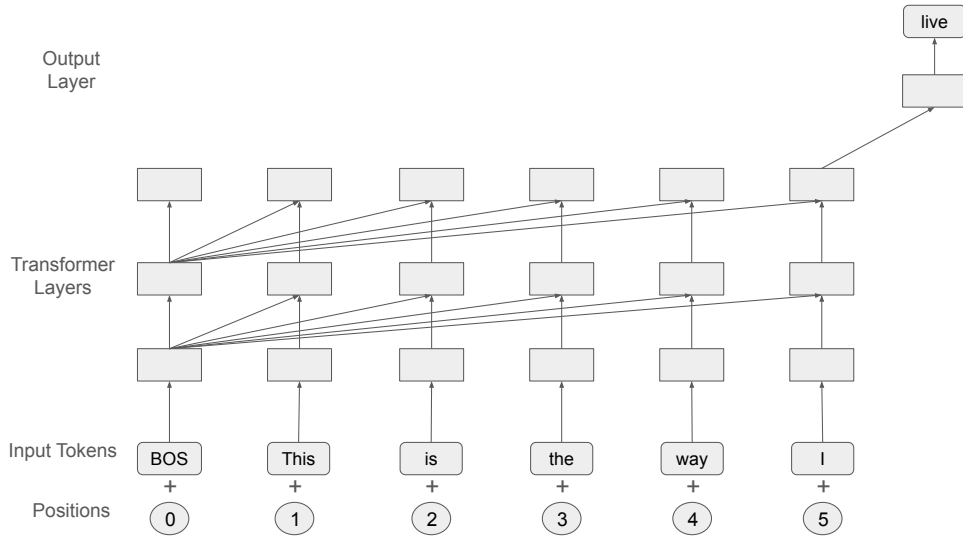 live
Output
Layer
Transformer
Layers
Input Tokens BOS This is the way I
+ + + + + +
Positions 0 1 2 3 4 5